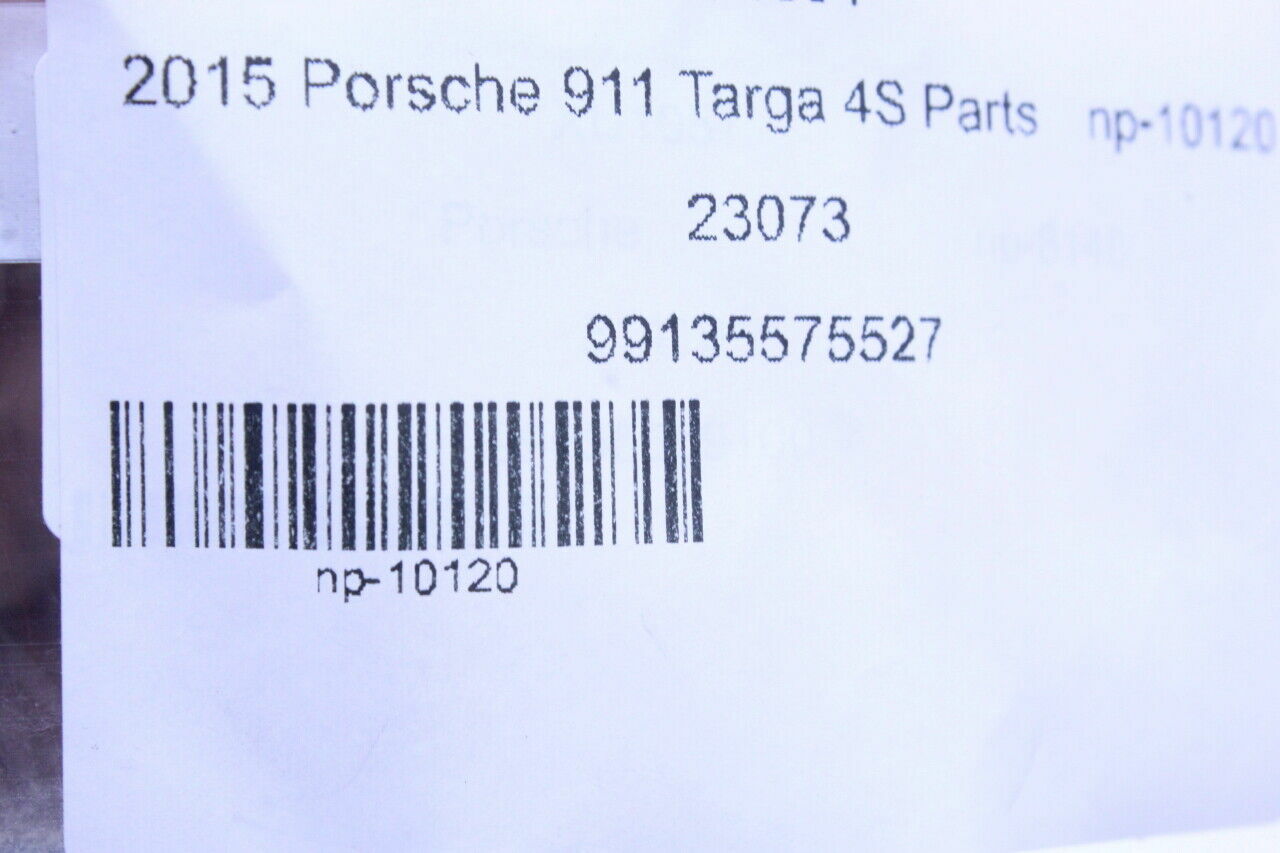 2015 Porsche 911 Targa 4S Parts np-10120
23073
99135575527
np-10120